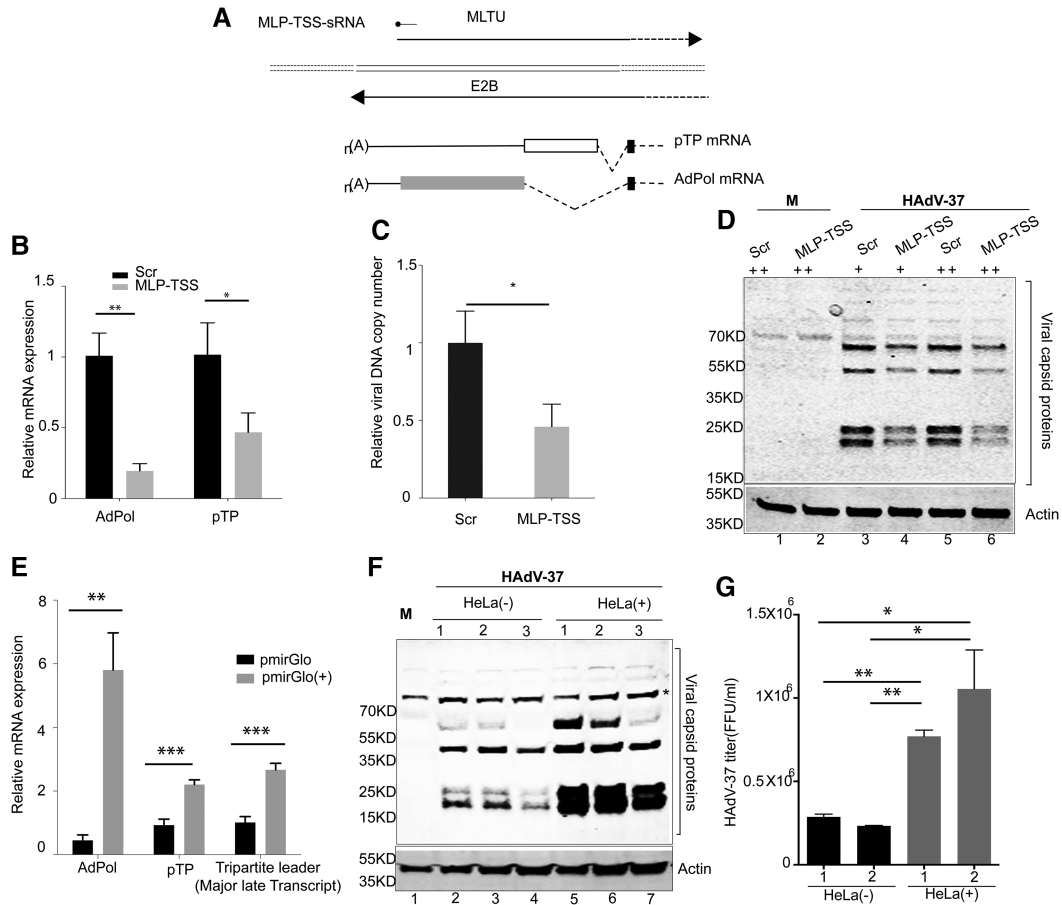 A
MLP-TSS-sRNA
MLTU
E2B
n(A)
pTP mRNA
n(A)
AdPol mRNA
B
Scr
MLP-TSS
**
*
Relative mRNA expression
1.5
1
0.5
0
AdPol
pTP
C
1.5
1
0.5
0
*
Relative viral DNA copy number
Scr
MLP-TSS
D
M
HAdV-37
Scr
MLP-TSS
Scr
MLP-TSS
Scr
MLP-TSS
++ ++ + + ++ ++
70KD
55KD
35KD
25KD
15KD
55KD
35KD
Viral capsid proteins
Actin
1 2 3 4 5 6
E
8
6
4
2
0
Relative mRNA expression
**
***
***
pmirGlo
pmirGlo(+)
AdPol
pTP
Tripartite leader
(Major late Transcript)
F
HAdV-37
M
HeLa(-)
HeLa(+)
1 2 3 1 2 3
*
70KD
55KD
35KD
25KD
15KD
55KD
35KD
Viral capsid proteins
Actin
1 2 3 4 5 6 7
G
1.5X10⁶
1X10⁶
0.5X10⁶
0
HAdV-37 titer(FFU/ml)
*
*
**
**
1 2 1 2
HeLa(-)
HeLa(+)